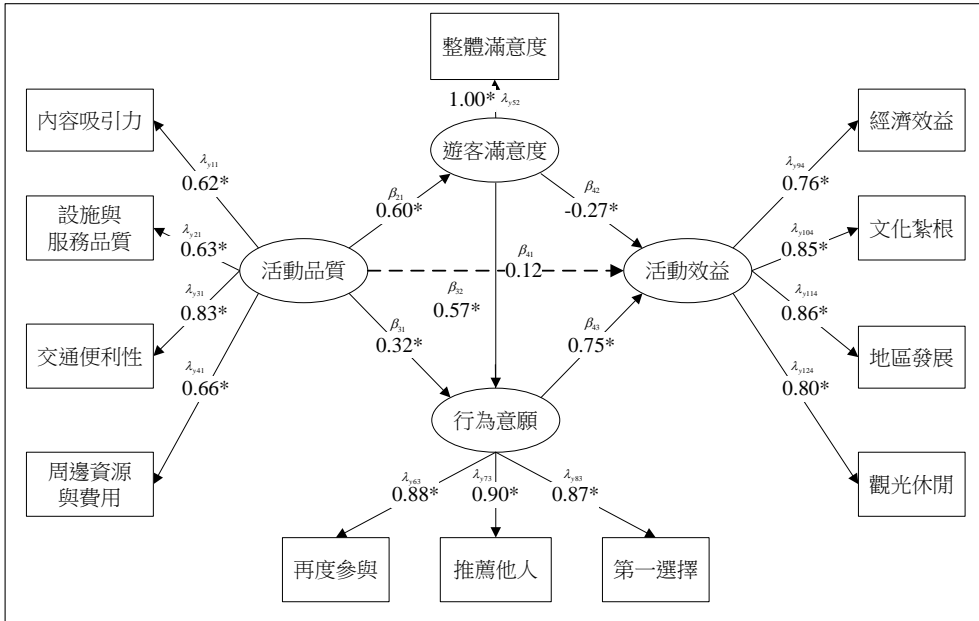 整體滿意度
1.00* λy52
內容吸引力
遊客滿意度
經濟效益
λy11
0.62*
λy94
0.76*
設施與
服務品質
λy21
0.63*
β21
0.60*
β42
-0.27*
文化紮根
λy104
0.85*
活動品質
β41
0.12
活動效益
λy31
0.83*
β32
0.57*
λy114
0.86*
交通便利性
β31
0.32*
β43
0.75*
地區發展
λy41
0.66*
λy124
0.80*
行為意願
周邊資源
與費用
觀光休閒
λy63
0.88*
λy73
0.90*
λy83
0.87*
再度參與
推薦他人
第一選擇